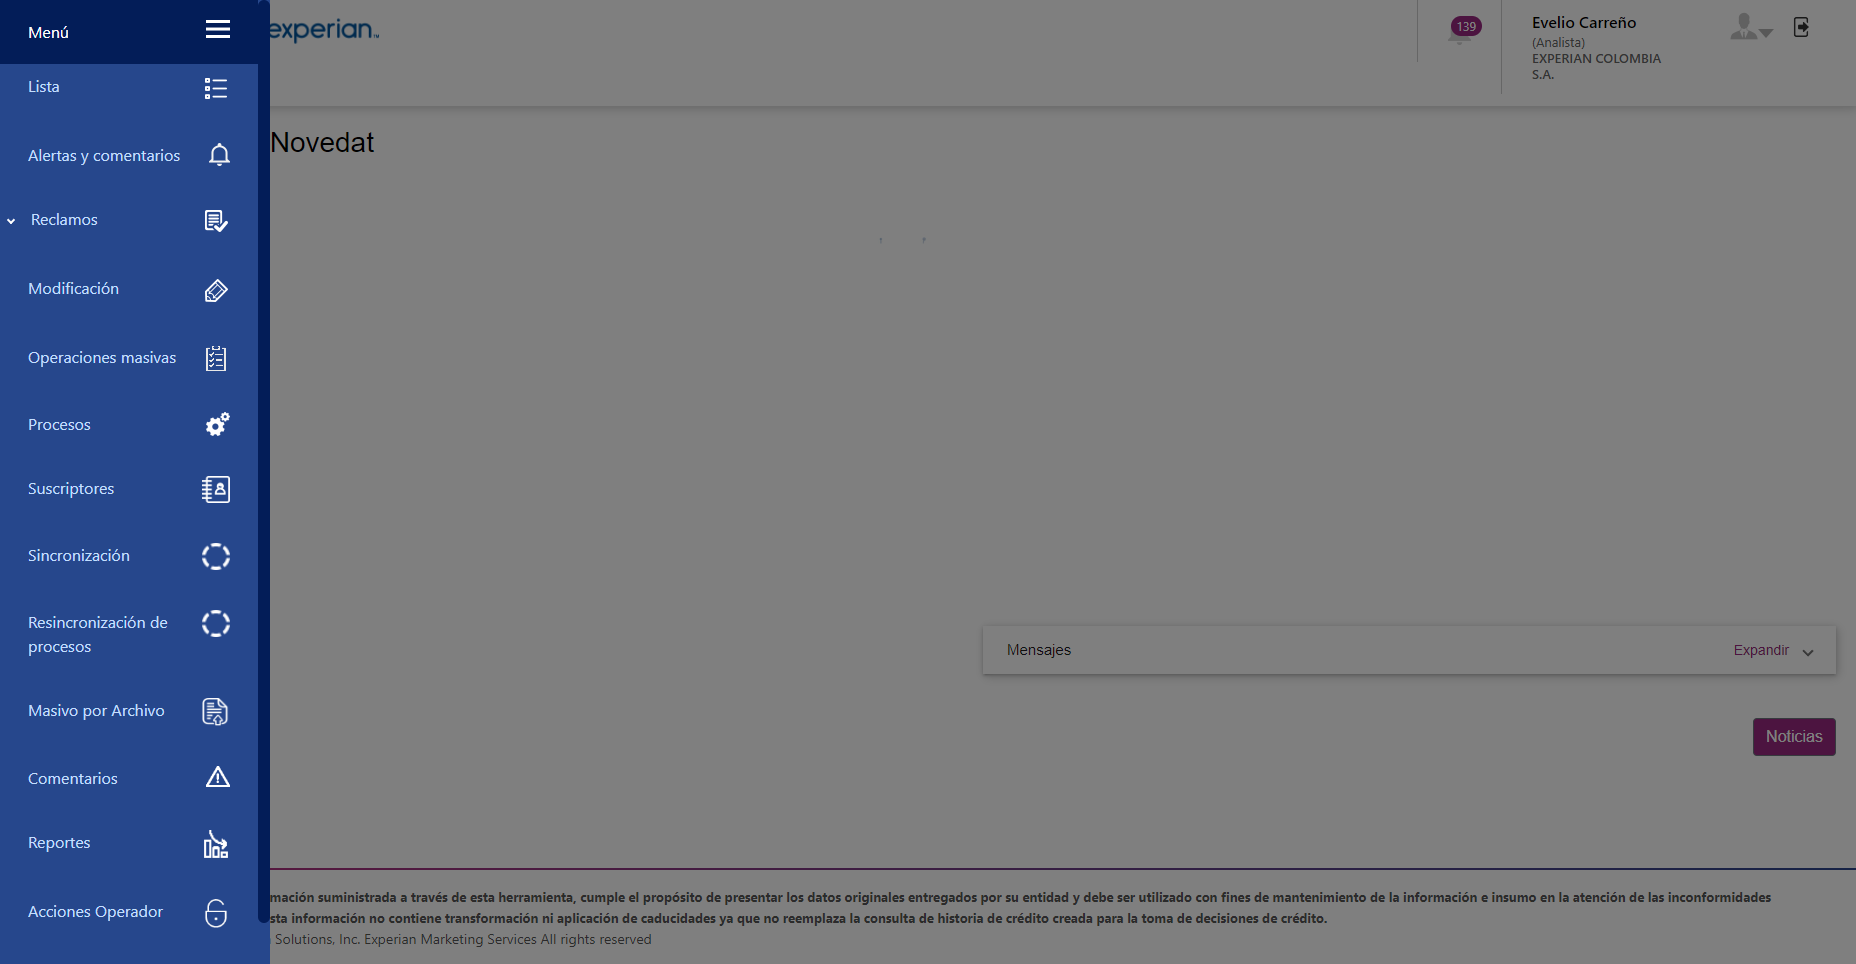 Menú
experian™
139
Evelio Carreño
(Analista)
EXPERIAN COLOMBIA
S.A.
Lista
Novedat
Alertas y comentarios
Reclamos
Modificación
Operaciones masivas
Procesos
Suscriptores
Sincronización
Resincronización de
procesos
Masivo por Archivo
Comentarios
Reportes
Acciones Operador
Mensajes
Expandir
Noticias
mación suministrada a través de esta herramienta, cumple el propósito de presentar los datos originales entregados por su entidad y debe ser utilizado con fines de mantenimiento de la información e insumo en la atención de las inconformidades
sta información no contiene transformación ni aplicación de caducidades ya que no reemplaza la consulta de historia de crédito creada para la toma de decisiones de crédito.
Solutions, Inc. Experian Marketing Services All rights reserved